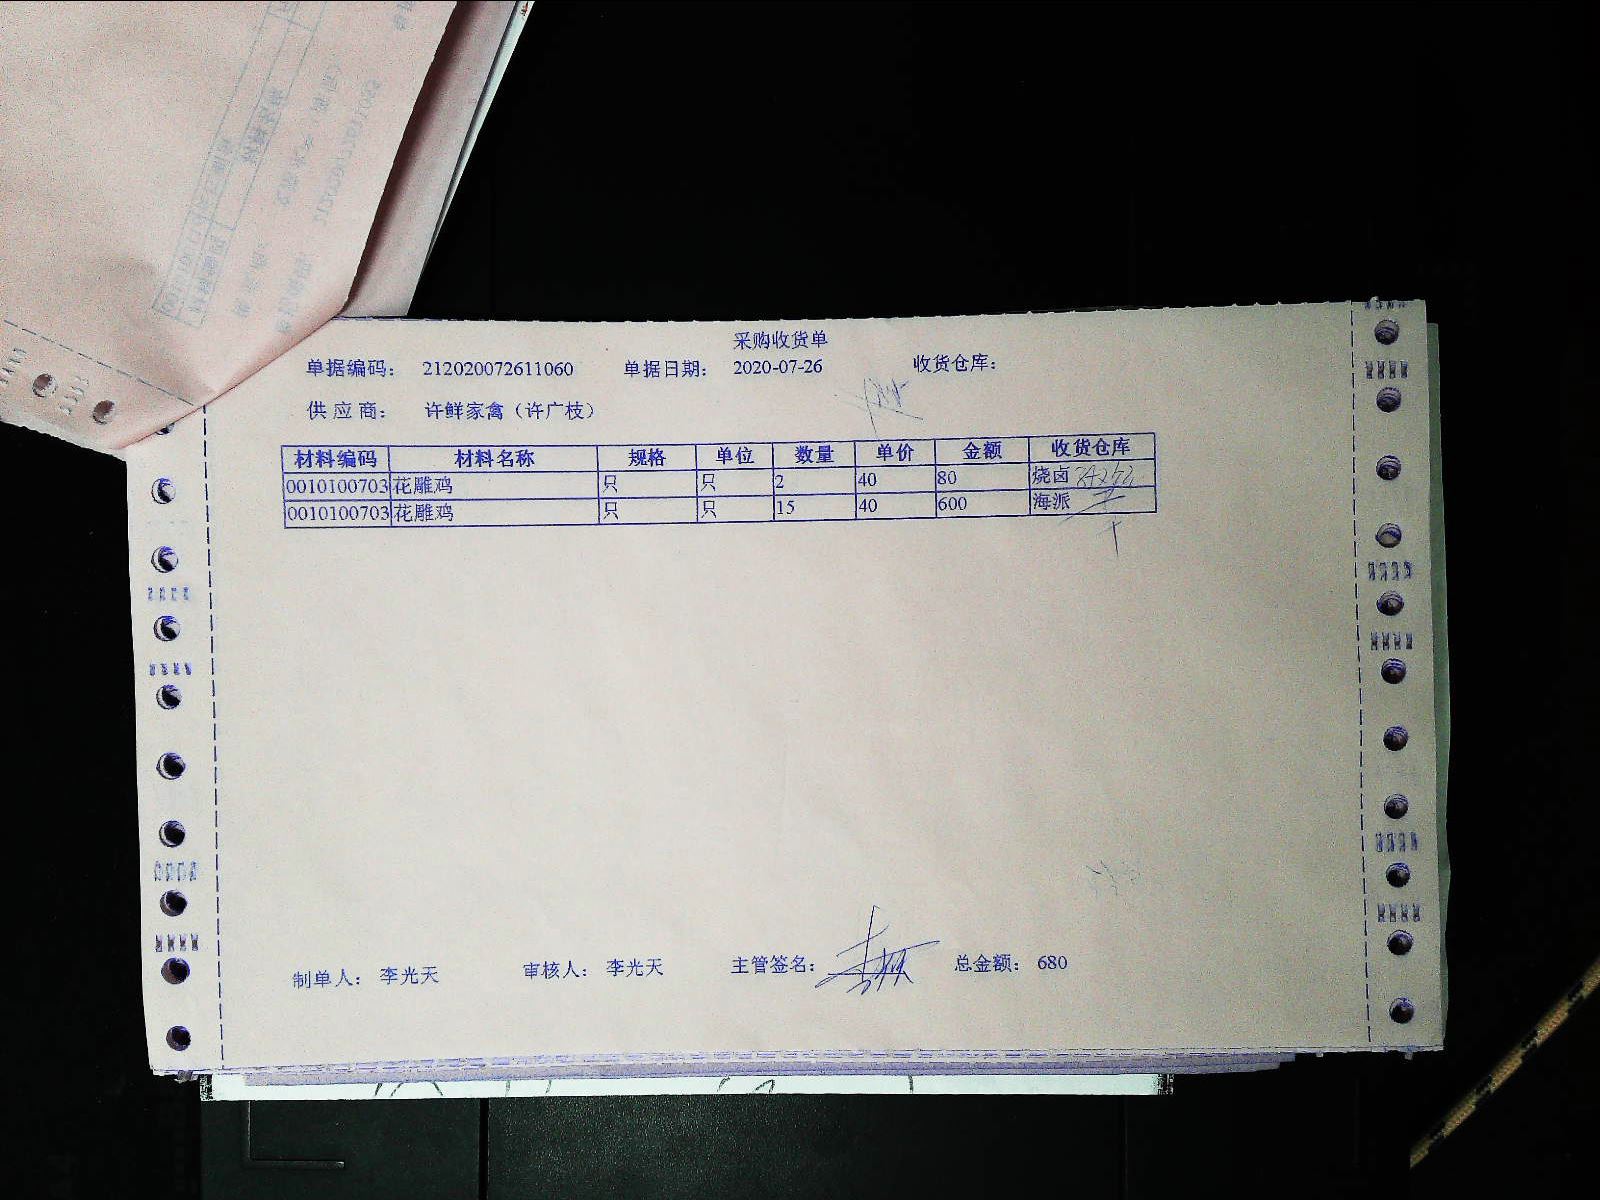 采购收货单
单据编码： 212020072611060 单据日期： 2020-07-26 收货仓库：
供应商： 许鲜家禽（许广枝）
材料编码 材料名称 规格 单位 数量 单价 金额 收货仓库
0010100703 花雕鸡 只 只 2 40 80 烧卤
0010100703 花雕鸡 只 只 15 40 600 海派
制单人： 李光天 审核人： 李光天 主管签名： 总金额： 680